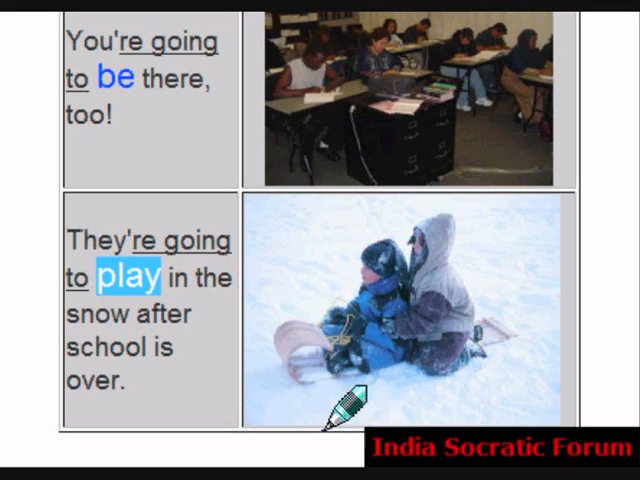 You're going
to be there,
too!
They're going
to play in the
snow after
school is
over.
India Socratic Forum